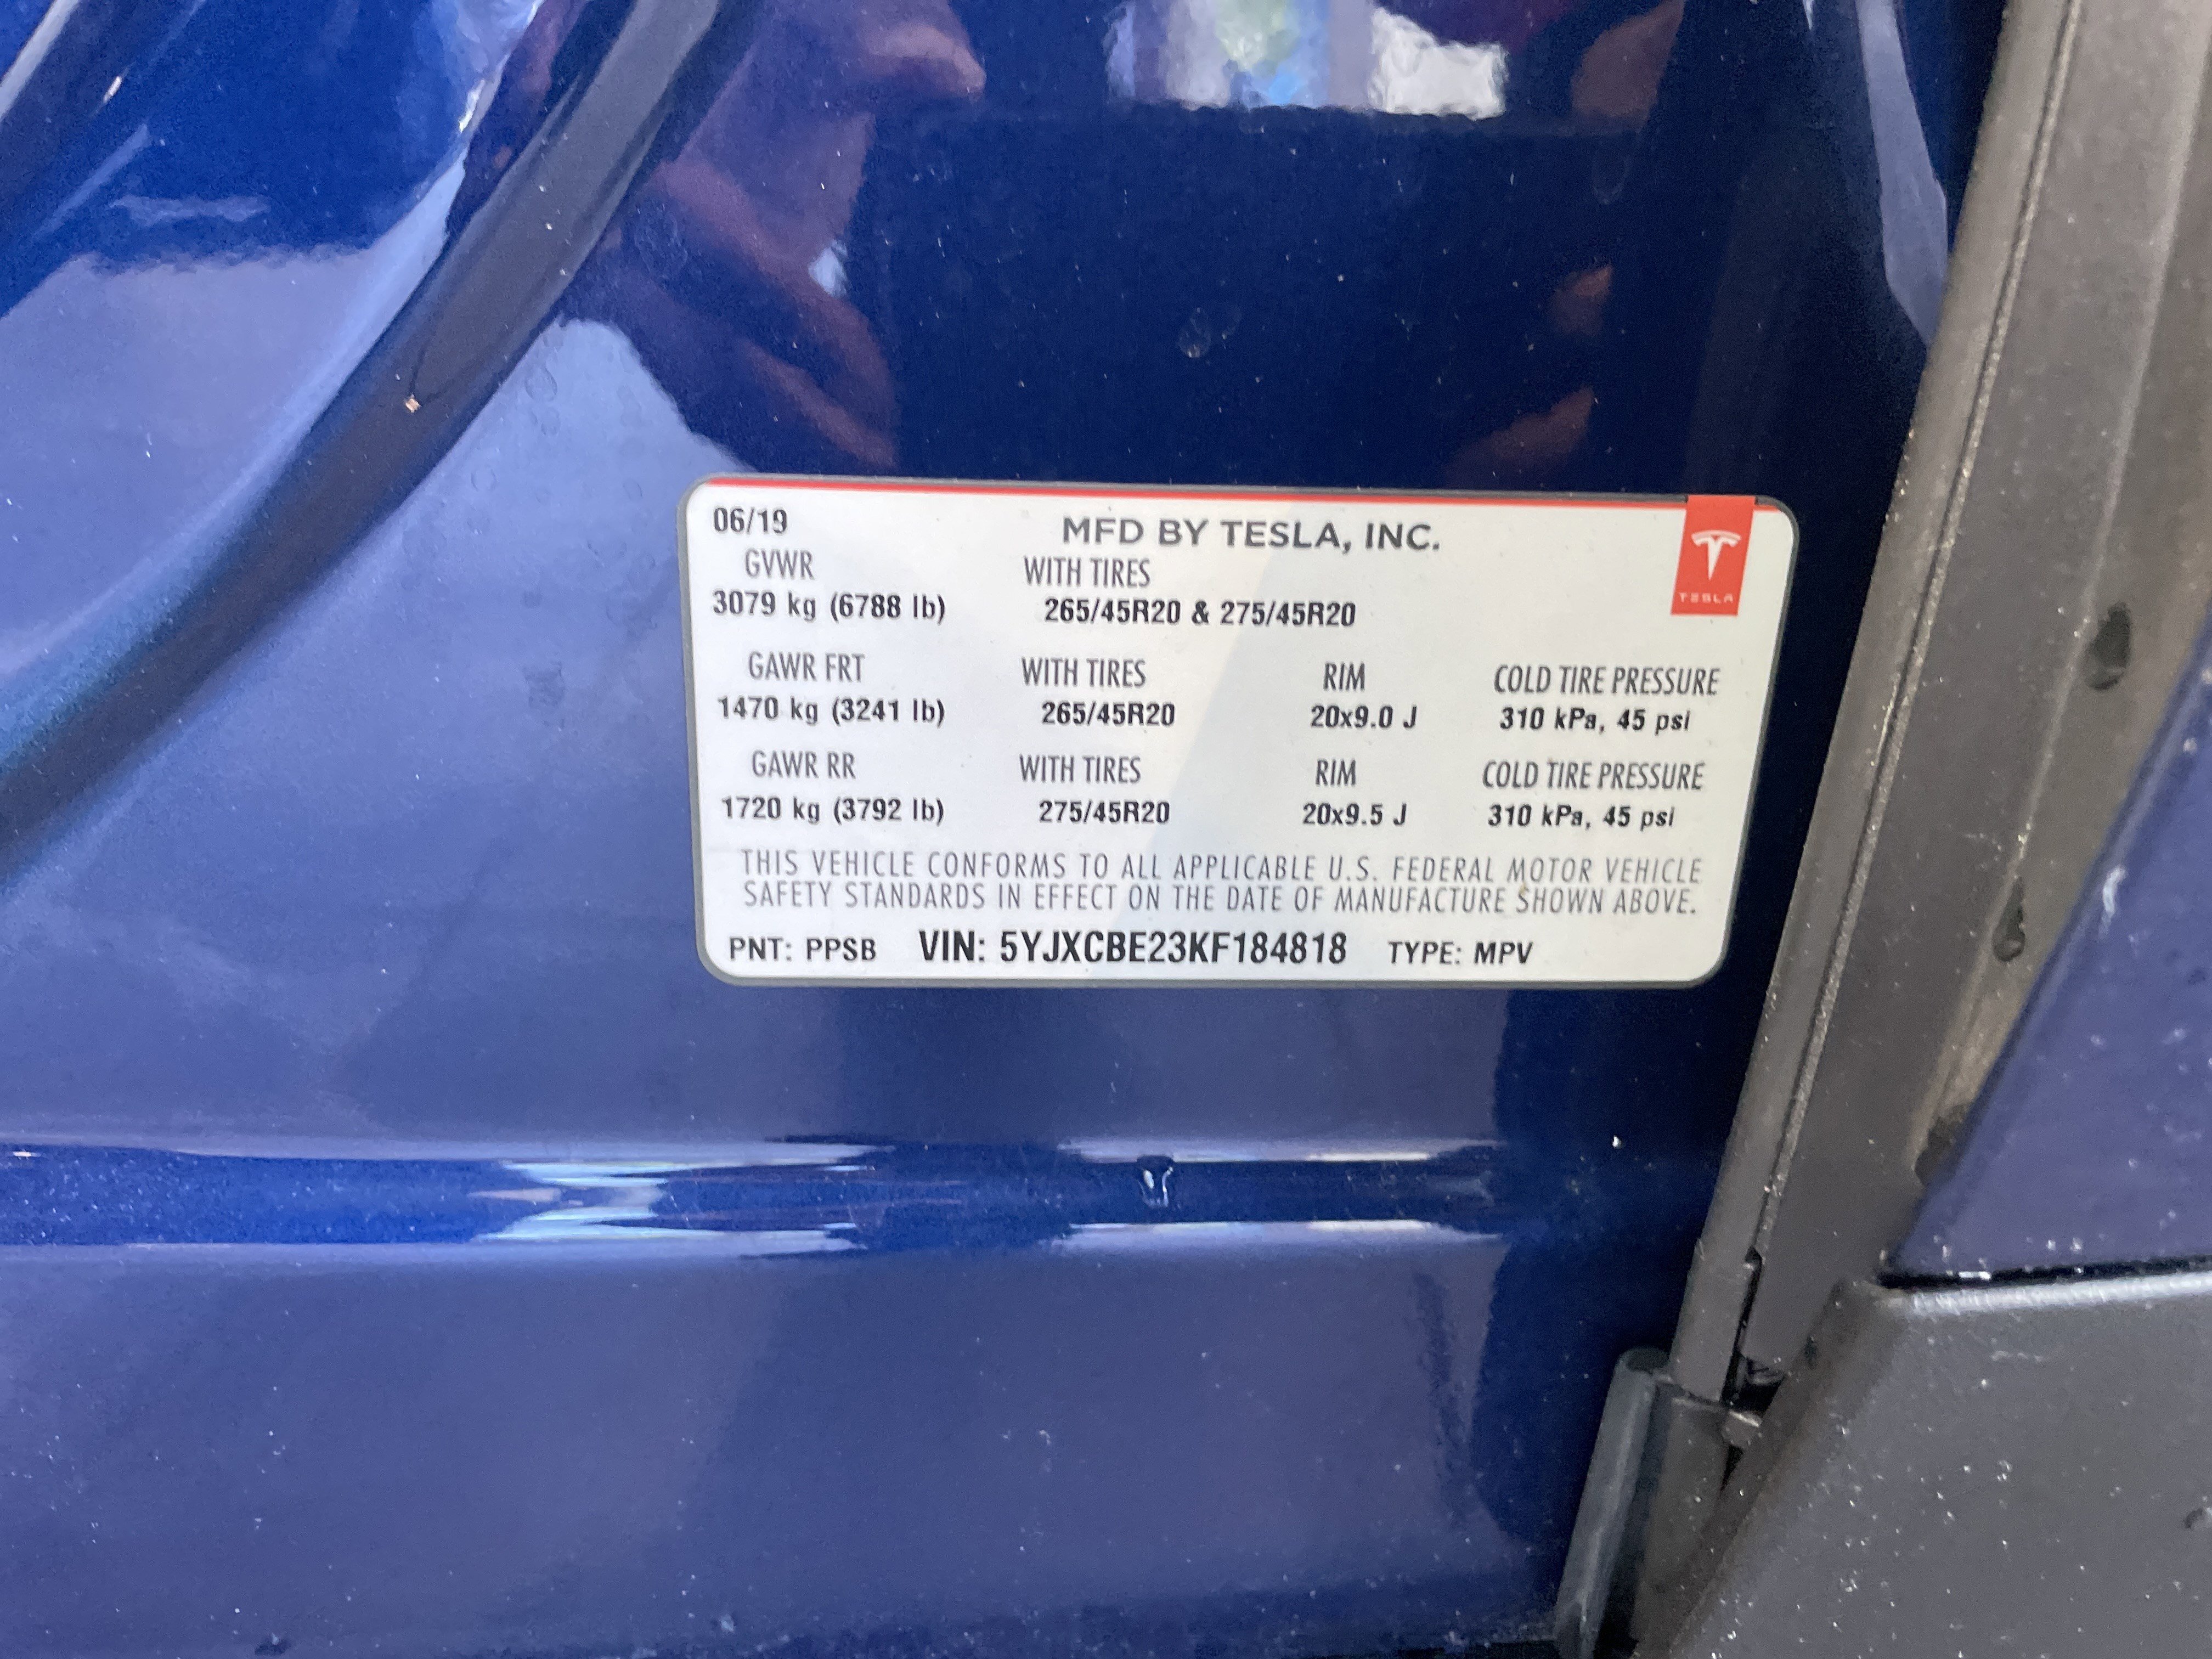 06/19 MFD BY TESLA, INC.
GVWR WITH TIRES
3079 kg (6788 lb) 265/45R20 & 275/45R20
TESLA
GAWR FRT WITH TIRES RIM COLD TIRE PRESSURE
1470 kg (3241 lb) 265/45R20 20x9.0 J 310 kPa, 45 psi
GAWR RR WITH TIRES RIM COLD TIRE PRESSURE
1720 kg (3792 lb) 275/45R20 20x9.5 J 310 kPa, 45 psi
THIS VEHICLE CONFORMS TO ALL APPLICABLE U.S. FEDERAL MOTOR VEHICLE
SAFETY STANDARDS IN EFFECT ON THE DATE OF MANUFACTURE SHOWN ABOVE.
PNT: PPSB VIN: 5YJXCBE23KF184818 TYPE: MPV